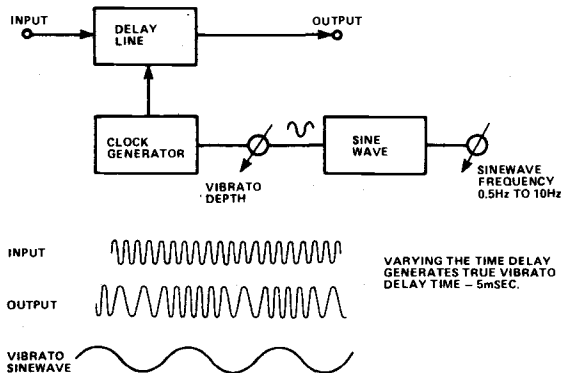 INPUT
DELAY
LINE
OUTPUT
CLOCK
GENERATOR
VIBRATO
DEPTH
SINE
WAVE
SINEWAVE
FREQUENCY
0.5Hz TO 10Hz
INPUT
OUTPUT
VIBRATO
SINEWAVE
VARYING THE TIME DELAY
GENERATES TRUE VIBRATO
DELAY TIME – 5mSEC.